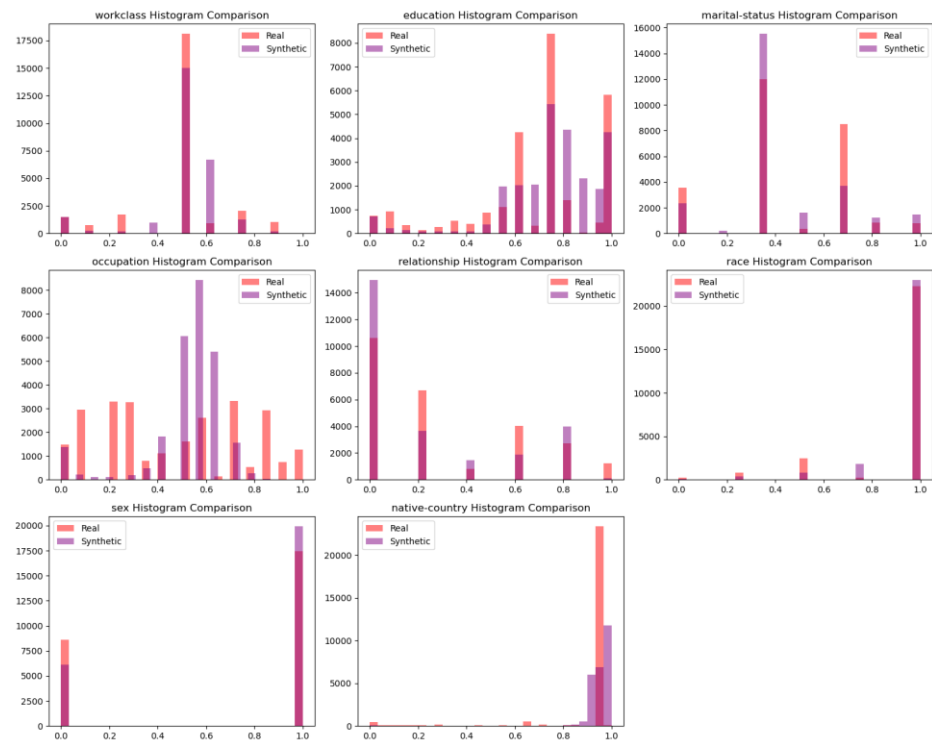 workclass Histogram Comparison
17500
15000
12500
10000
7500
5000
2500
0
0.0 0.2 0.4 0.6 0.8 1.0
Real
Synthetic
education Histogram Comparison
8000
7000
6000
5000
4000
3000
2000
1000
0
0.0 0.2 0.4 0.6 0.8 1.0
Real
Synthetic
marital-status Histogram Comparison
16000
14000
12000
10000
8000
6000
4000
2000
0
0.0 0.2 0.4 0.6 0.8 1.0
Real
Synthetic
occupation Histogram Comparison
8000
7000
6000
5000
4000
3000
2000
1000
0
0.0 0.2 0.4 0.6 0.8 1.0
Real
Synthetic
relationship Histogram Comparison
14000
12000
10000
8000
6000
4000
2000
0
0.0 0.2 0.4 0.6 0.8 1.0
Real
Synthetic
race Histogram Comparison
20000
15000
10000
5000
0
0.0 0.2 0.4 0.6 0.8 1.0
Real
Synthetic
sex Histogram Comparison
20000
17500
15000
12500
10000
7500
5000
2500
0
0.0 0.2 0.4 0.6 0.8 1.0
Real
Synthetic
native-country Histogram Comparison
20000
15000
10000
5000
0
0.0 0.2 0.4 0.6 0.8 1.0
Real
Synthetic